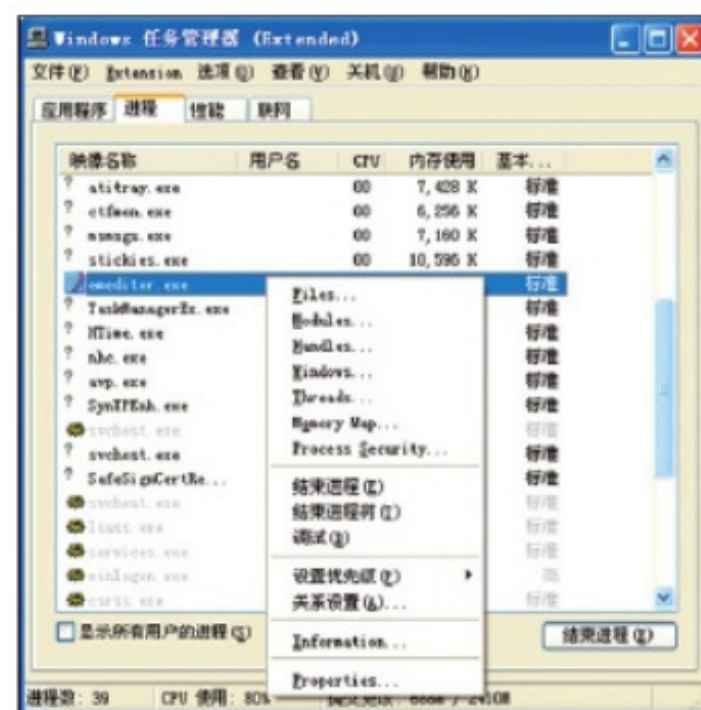 Windows 任务管理器 (Extended)
文件(F) Extension 选项(O) 查看(V) 关机(U) 帮助(H)
应用程序 进程 性能 联网
映像名称 用户名 CPU 内存使用 基本...
? atitray.exe 00 7,428 K 标准
? ctfmon.exe 00 6,256 K 标准
? msmsgs.exe 00 7,160 K 标准
? stickies.exe 00 10,596 K 标准
emeditor.exe 标准
? TaskManagerEx.exe 标准
? NTime.exe 标准
? nhc.exe 标准
? avp.exe 标准
? SynTPEnh.exe 标准
svchost.exe 标准
? svchost.exe 标准
? SafeSignCertRe... 标准
svchost.exe 标准
lsass.exe 标准
services.exe 标准
winlogon.exe 高
csrss.exe 标准
Files...
Modules...
Handles...
Windows...
Threads...
Memory Map...
Process Security...
结束进程(E)
结束进程树(T)
调试(D)
设置优先级(P)
关系设置(A)...
Information...
Properties...
显示所有用户的进程(S) 结束进程(E)
进程数: 39 CPU 使用: 80%